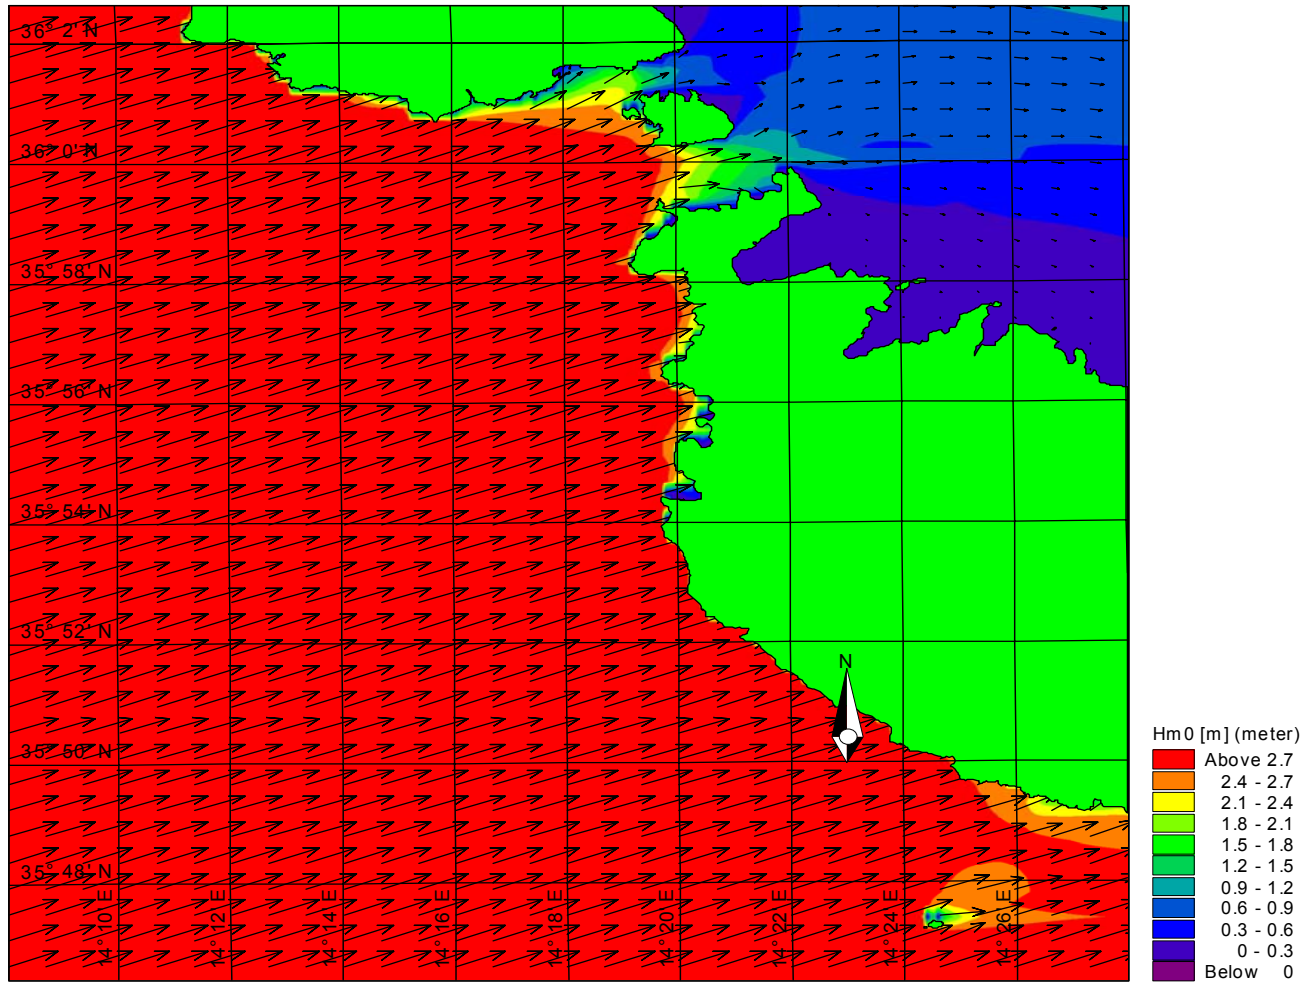 36° 2' N
36° 0' N
35° 58' N
35° 56' N
35° 54' N
35° 52' N
N
35° 50' N
35° 48' N
14° 10' E
14° 12' E
14° 14' E
14° 16' E
14° 18' E
14° 20' E
14° 22' E
14° 24' E
14° 26' E
Hm0 [m] (meter)
Above 2.7
2.4 - 2.7
2.1 - 2.4
1.8 - 2.1
1.5 - 1.8
1.2 - 1.5
0.9 - 1.2
0.6 - 0.9
0.3 - 0.6
0 - 0.3
Below 0